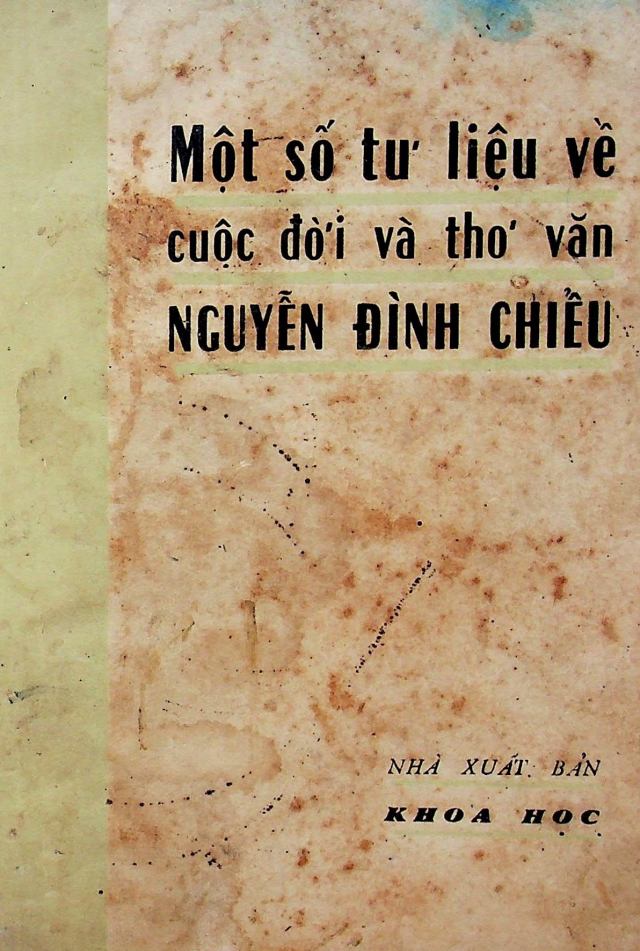 Một số tư liệu về
cuộc đời và thơ văn
NGUYỄN ĐÌNH CHIỂU
NHÀ XUẤT BẢN
KHOA HỌC